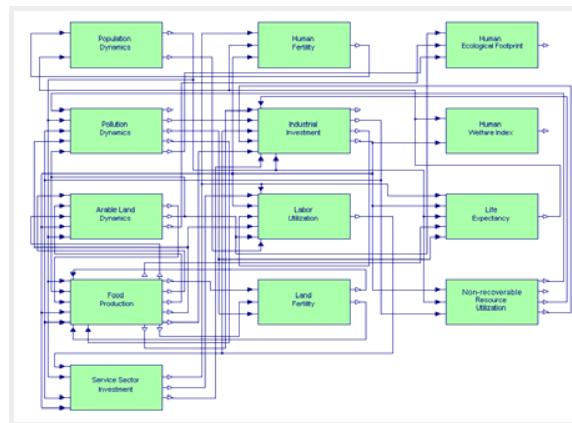 Population
Dynamics
Human
Fertility
Human
Ecological Footprint
Pollution
Dynamics
Industrial
Investment
Human
Welfare Index
Arable Land
Dynamics
Labor
Utilization
Life
Expectancy
Food
Production
Land
Fertility
Non-recoverable
Resource
Utilization
Service Sector
Investment